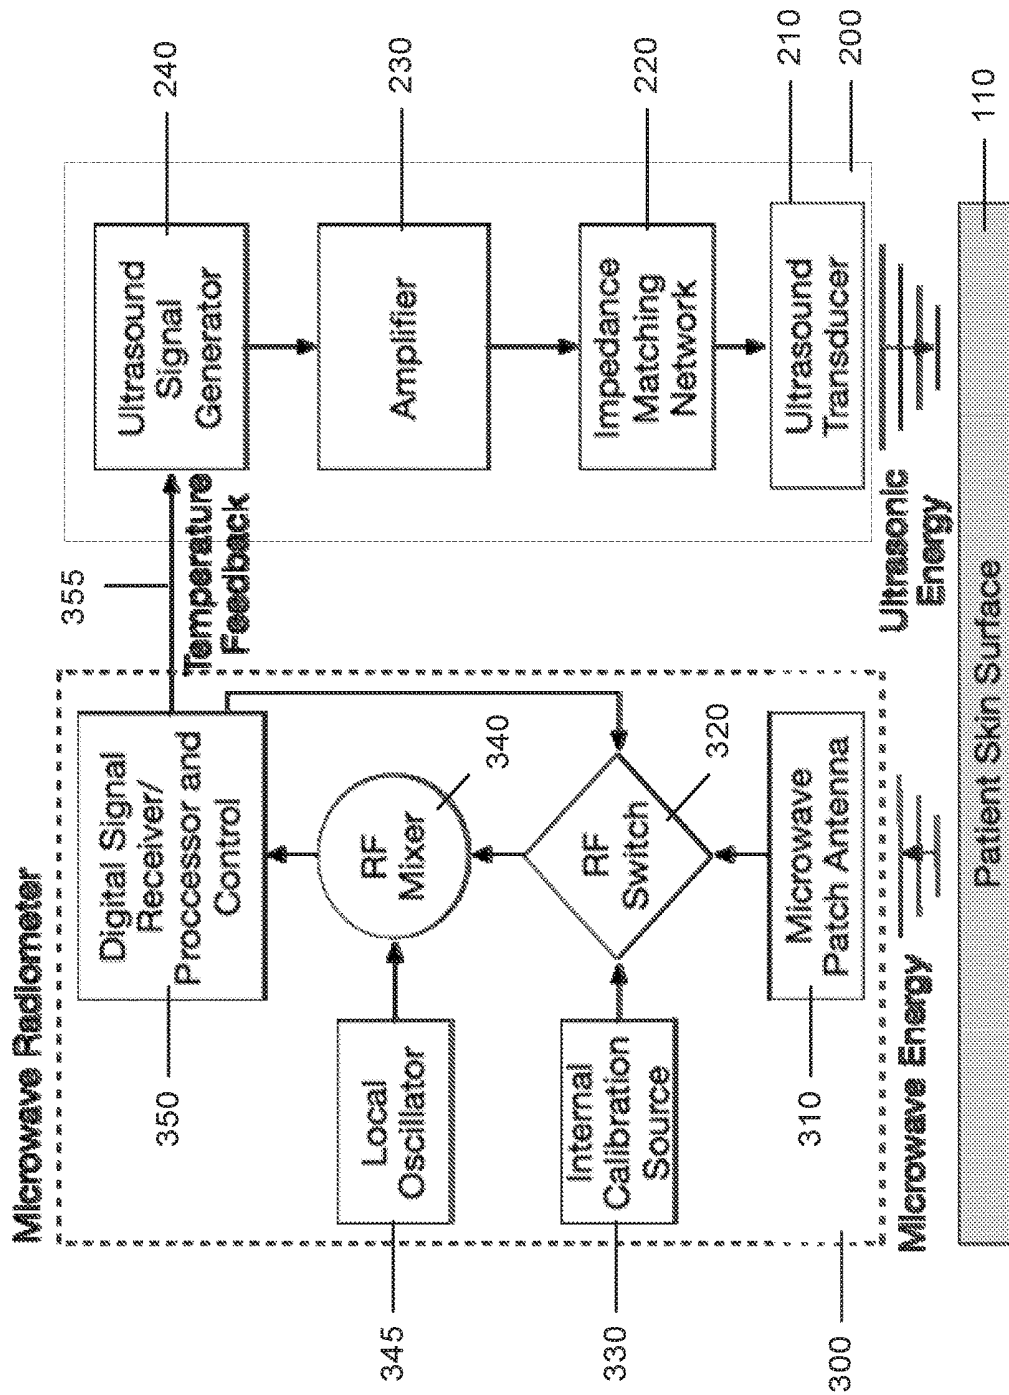 Microwave Radiometer
350
Digital Signal
Receiver/
Proccessor and
Control
355
Temperature
Feedback
Ultrasound
Signal
Generator
240
345
Local
Oscillator
RF
Mixer
340
Amplifier
230
330
Internal
Calibration
Source
RF
Switch
320
Impedance
Matching
Network
220
310
Microwave
Patch Antenna
Ultrasound
Transducer
210
200
300
Microwave Energy
Ultrasonic
Energy
Patient Skin Surface
110